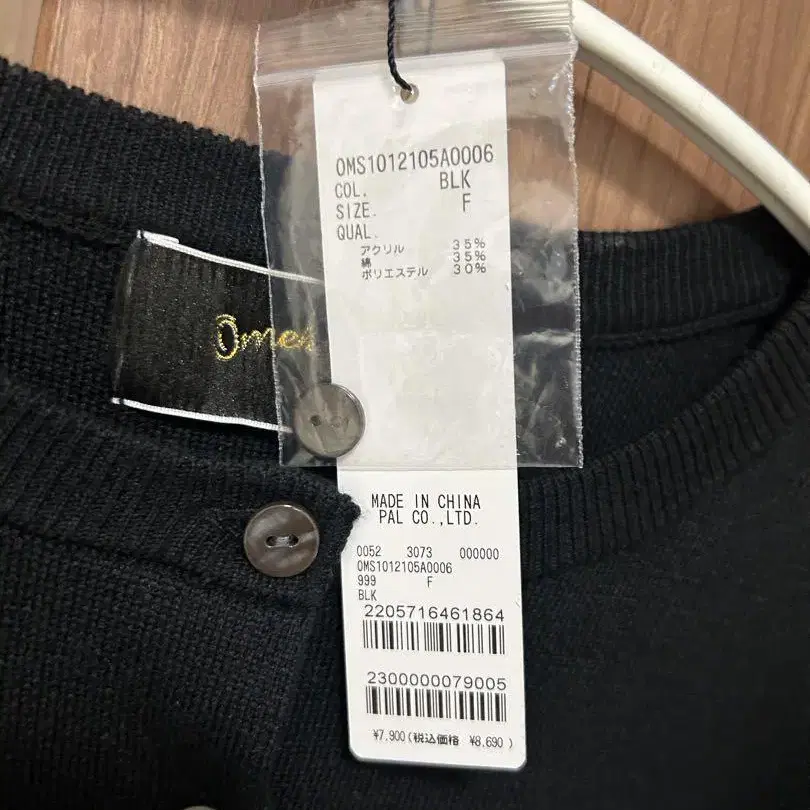 OMS1012105A0006
COL. BLK
SIZE. F
QUAL.
アクリル 35%
綿 35%
ポリエステル 30%
MADE IN CHINA
PAL CO.,LTD.
0052 3073 000000
OMS1012105A0006
999 F
BLK
2205716461864
2300000079005
¥7,900(税込価格 ¥8,690)